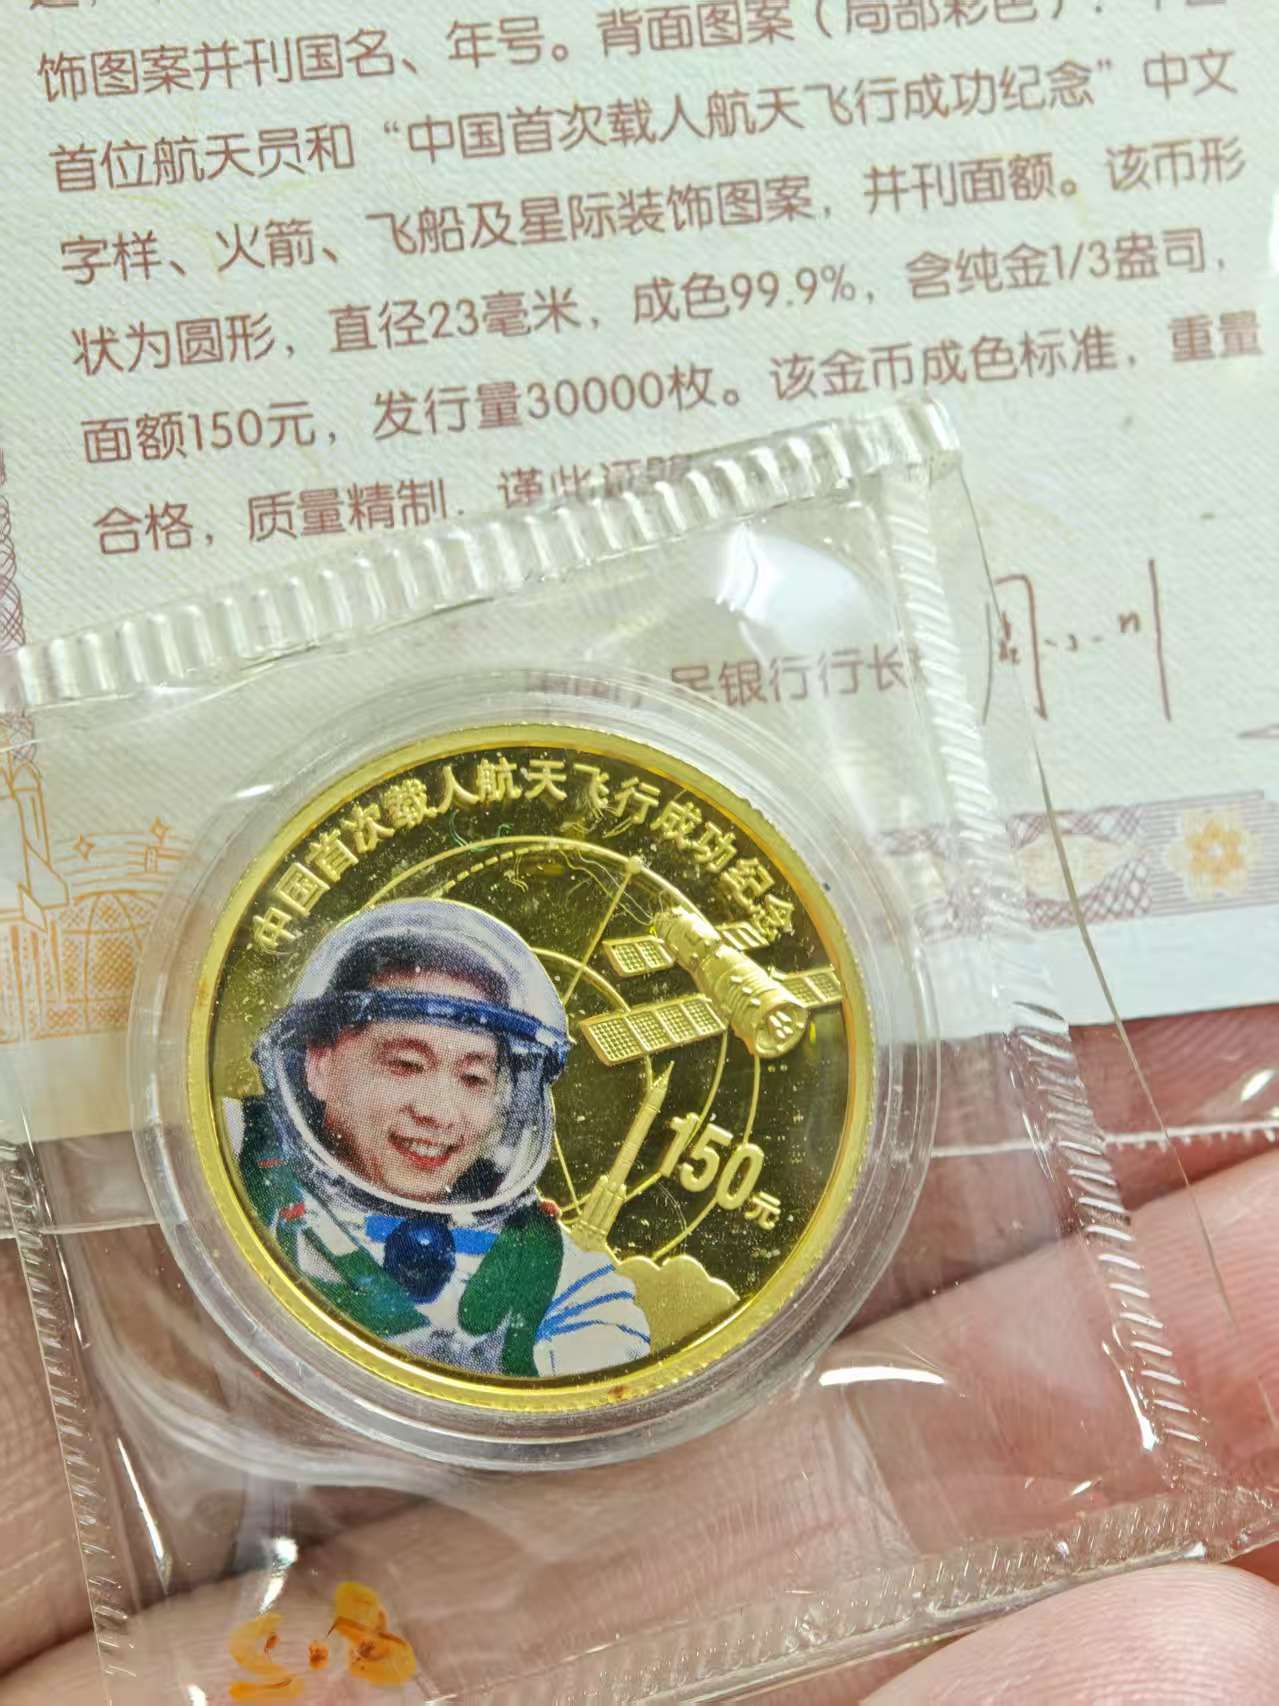 饰图案并刊国名、年号。背面图案（局部彩色）：中国
首位航天员和“中国首次载人航天飞行成功纪念”中文
字样、火箭、飞船及星际装饰图案，并刊面额。该币形
状为圆形，直径23毫米，成色99.9%，含纯金1/3盎司，
面额150元，发行量30000枚。该金币成色标准，重量
合格，质量精制，谨此证明
民银行行长
周小川
中国首次载人航天飞行成功纪念
150元